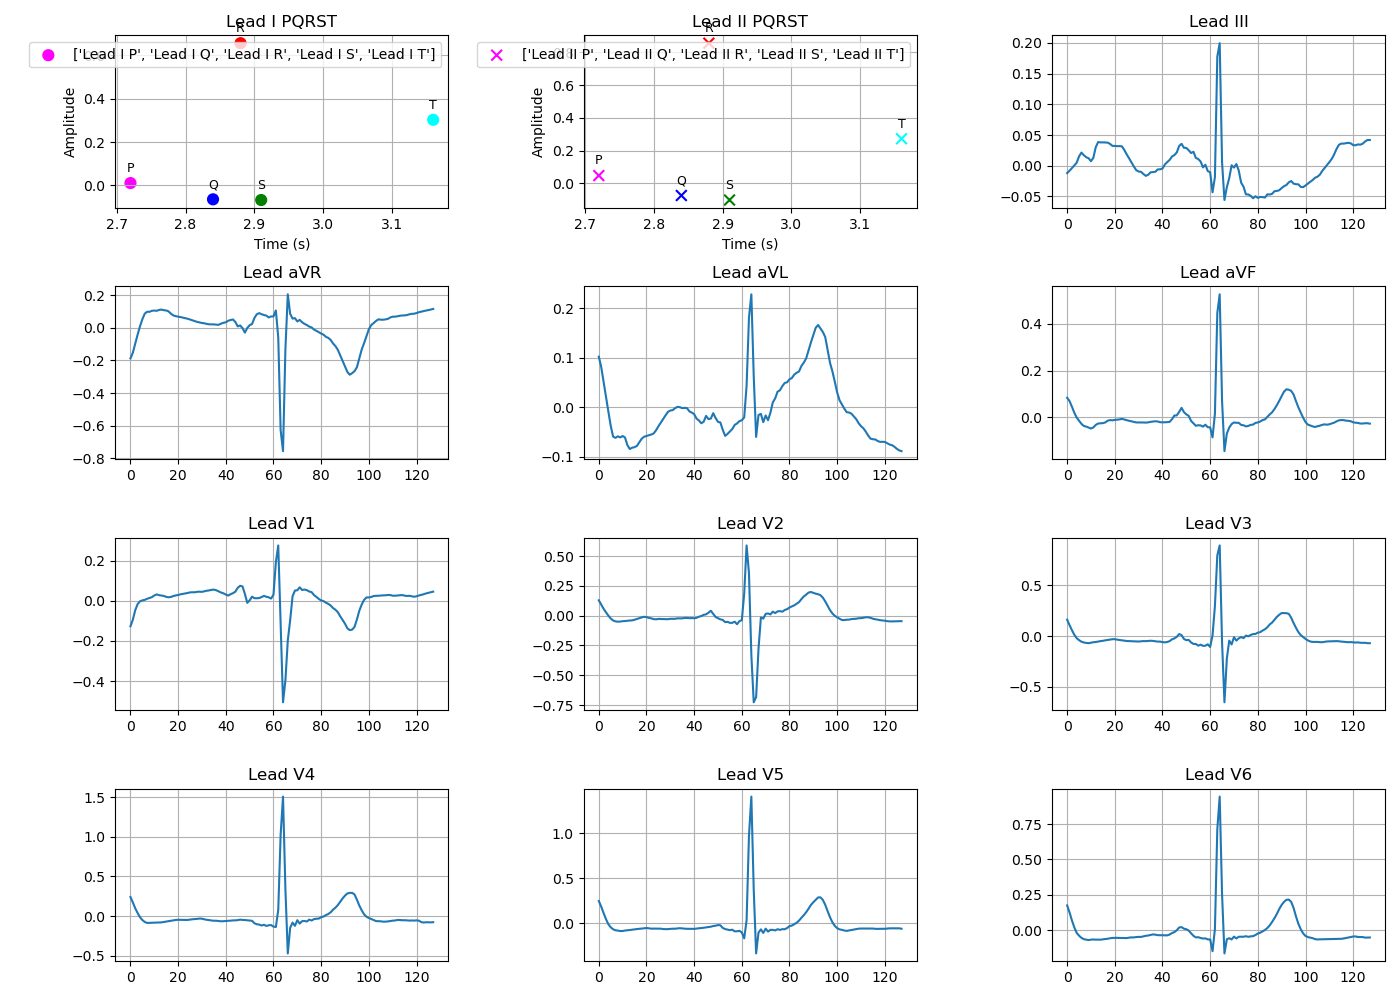 Lead I PQRST
Lead II PQRST
Lead III
R
['Lead I P', 'Lead I Q', 'Lead I R', 'Lead I S', 'Lead I T']
R
['Lead II P', 'Lead II Q', 'Lead II R', 'Lead II S', 'Lead II T']
Amplitude
0.4
0.2
0.0
P
Q
S
T
2.7 2.8 2.9 3.0 3.1
Time (s)
Amplitude
0.6
0.4
0.2
0.0
P
Q
S
T
2.7 2.8 2.9 3.0 3.1
Time (s)
0.20
0.15
0.10
0.05
0.00
−0.05
0 20 40 60 80 100 120
Lead aVR
0.2
0.0
−0.2
−0.4
−0.6
−0.8
0 20 40 60 80 100 120
Lead aVL
0.2
0.1
0.0
−0.1
0 20 40 60 80 100 120
Lead aVF
0.4
0.2
0.0
0 20 40 60 80 100 120
Lead V1
0.2
0.0
−0.2
−0.4
0 20 40 60 80 100 120
Lead V2
0.50
0.25
0.00
−0.25
−0.50
−0.75
0 20 40 60 80 100 120
Lead V3
0.5
0.0
−0.5
0 20 40 60 80 100 120
Lead V4
1.5
1.0
0.5
0.0
−0.5
0 20 40 60 80 100 120
Lead V5
1.0
0.5
0.0
0 20 40 60 80 100 120
Lead V6
0.75
0.50
0.25
0.00
0 20 40 60 80 100 120